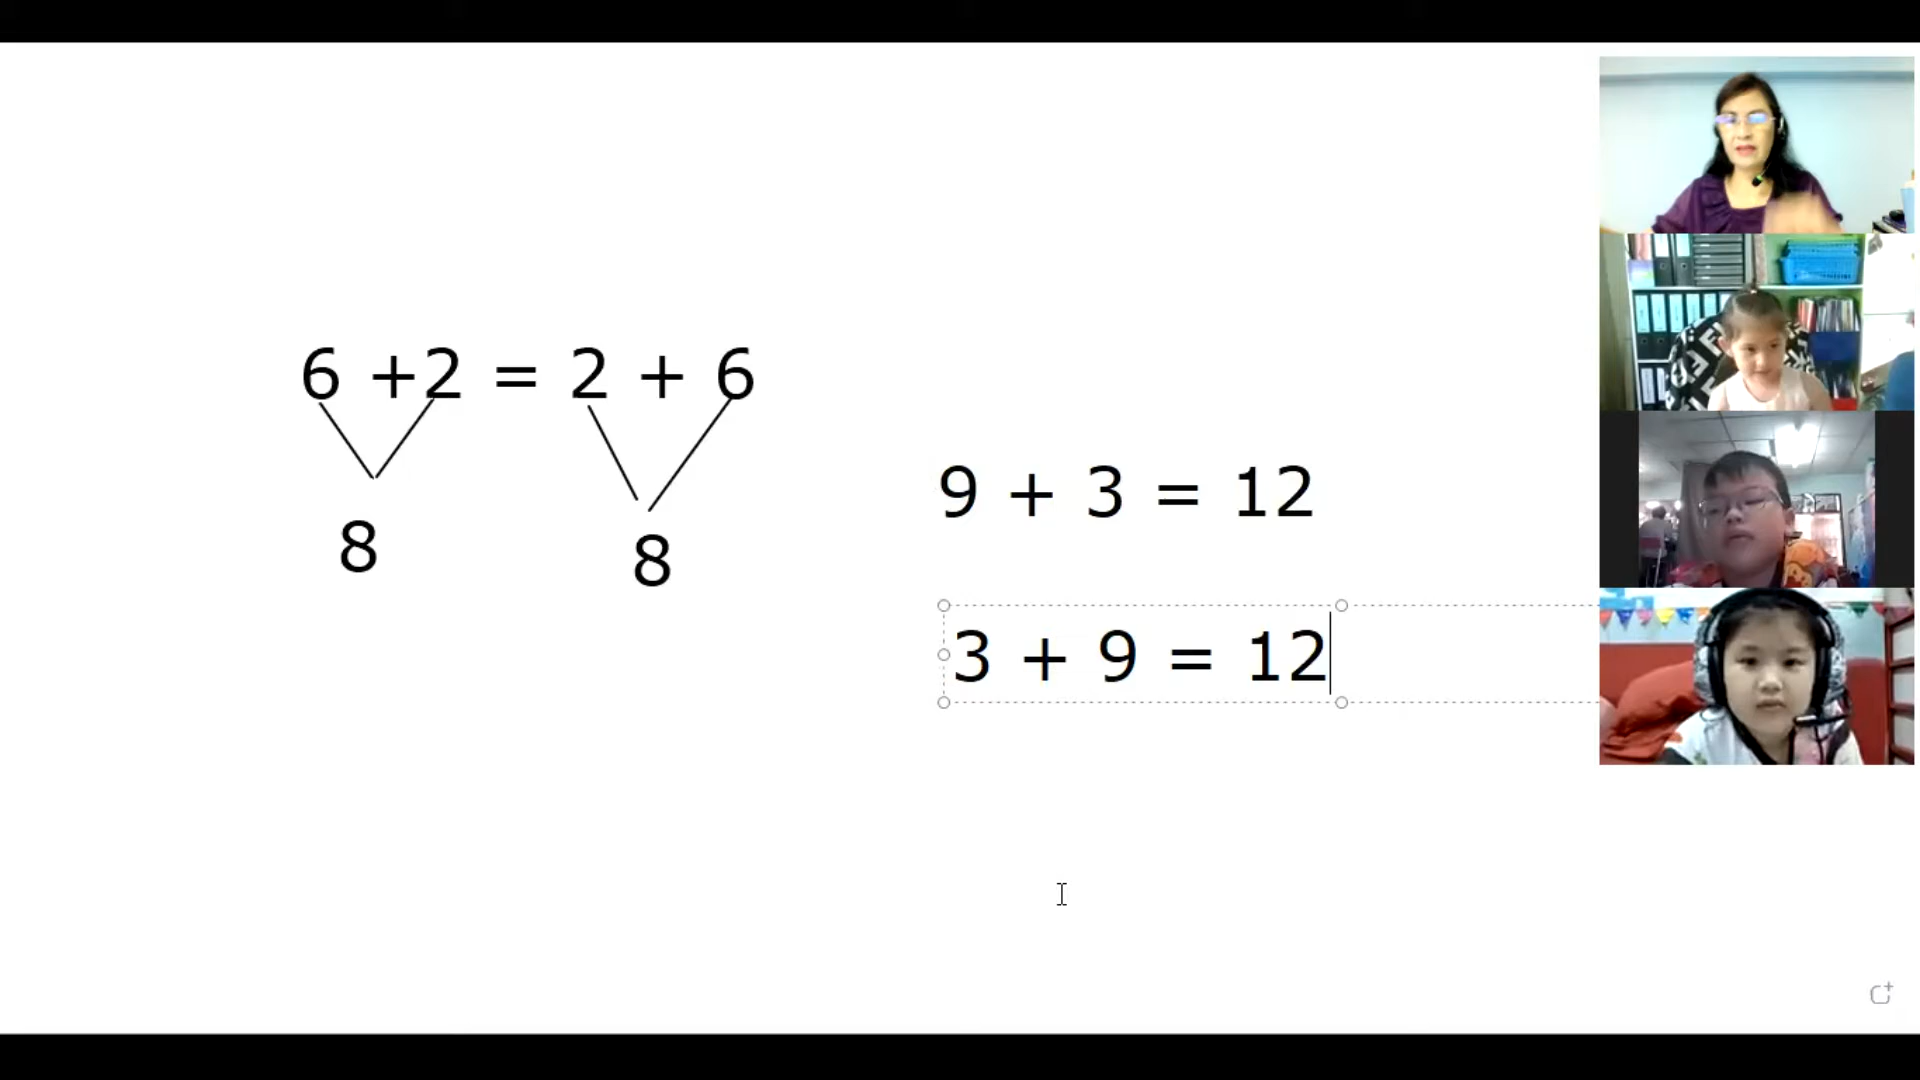 6 +2 = 2 + 6
8 8
9 + 3 = 12
3 + 9 = 12